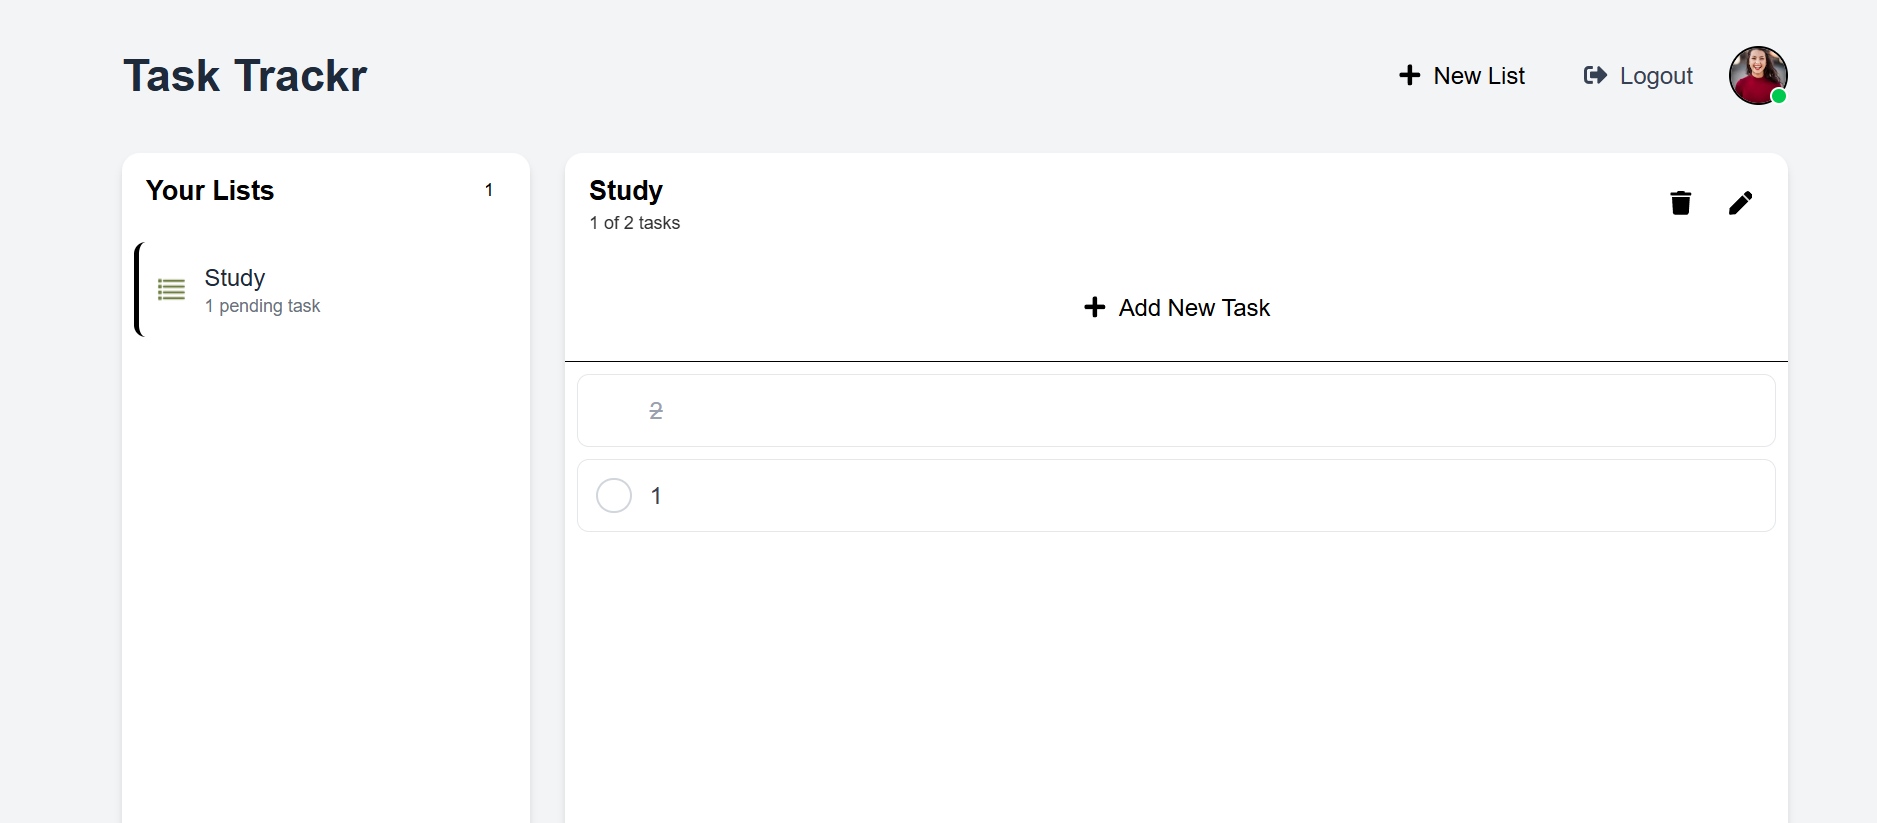 Task Trackr
New List
Logout
Your Lists
1
Study
1 pending task
Study
1 of 2 tasks
Add New Task
2
1